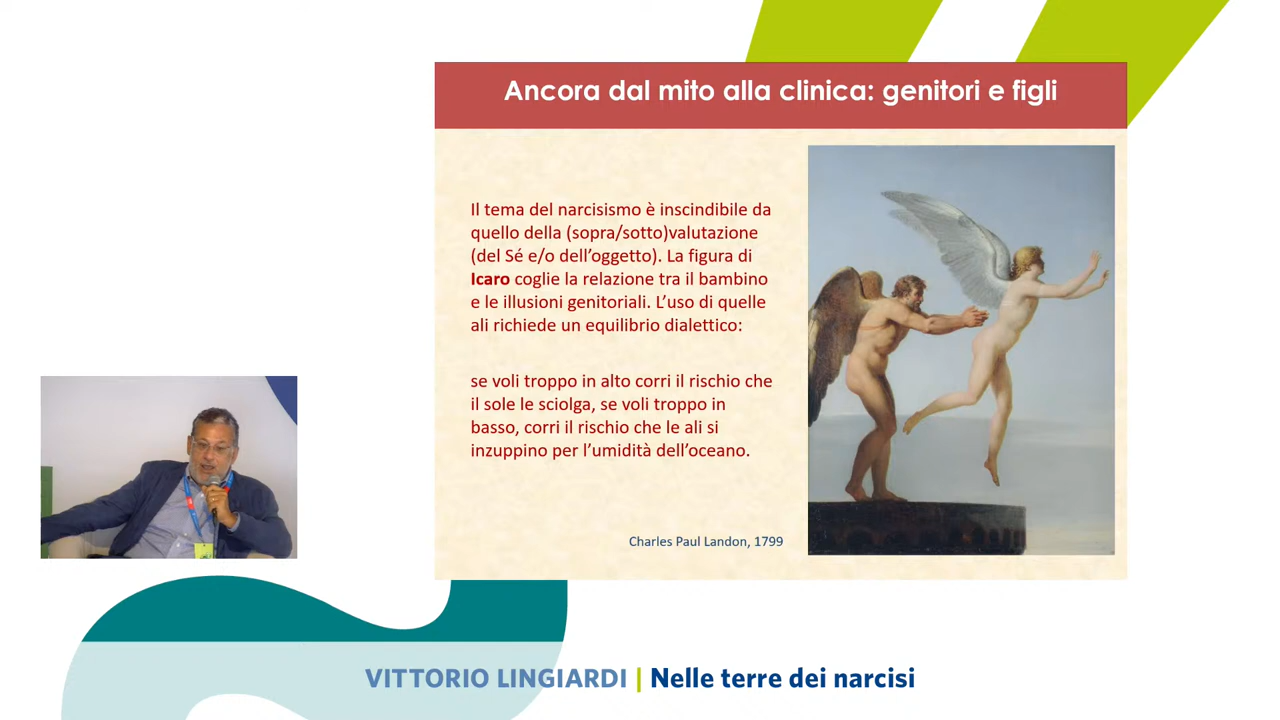 Ancora dal mito alla clinica: genitori e figli
Il tema del narcisismo è inscindibile da
quello della (sopra/sotto)valutazione
(del Sé e/o dell’oggetto). La figura di
Icaro coglie la relazione tra il bambino
e le illusioni genitoriali. L’uso di quelle
ali richiede un equilibrio dialettico:
se voli troppo in alto corri il rischio che
il sole le sciolga, se voli troppo in
basso, corri il rischio che le ali si
inzuppino per l’umidità dell’oceano.
Charles Paul Landon, 1799
VITTORIO LINGIARDI | Nelle terre dei narcisi